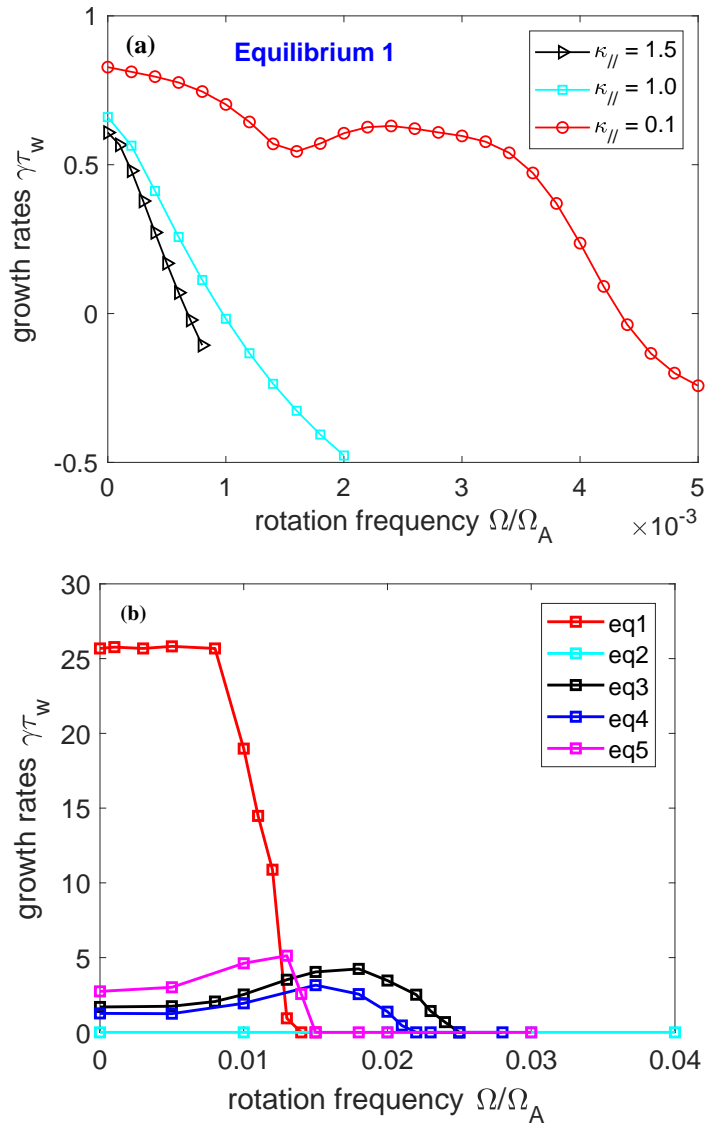 (a)
Equilibrium 1
κ// = 1.5
κ// = 1.0
κ// = 0.1
growth rates γτw
1
0.5
0
-0.5
0 1 2 3 4 5
×10-3
rotation frequency Ω/ΩA
(b)
eq1
eq2
eq3
eq4
eq5
growth rates γτw
30
25
20
15
10
5
0
0 0.01 0.02 0.03 0.04
rotation frequency Ω/ΩA